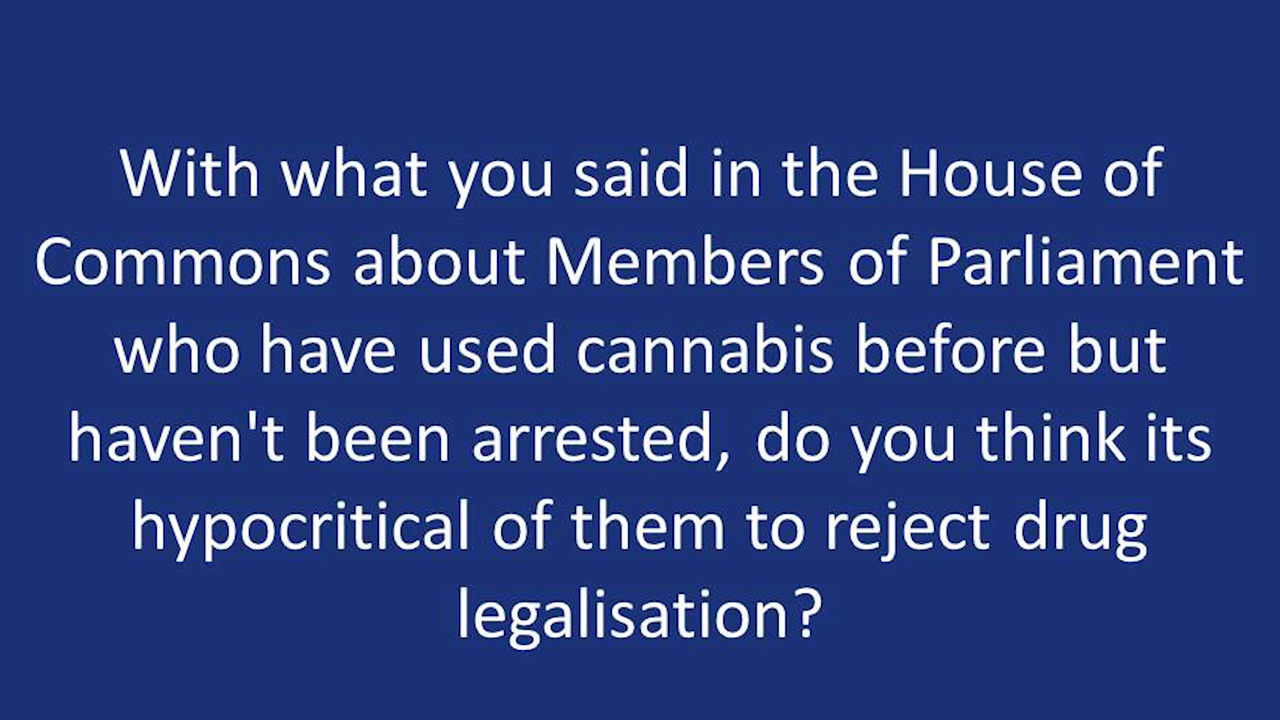 With what you said in the House of
Commons about Members of Parliament
who have used cannabis before but
haven't been arrested, do you think its
hypocritical of them to reject drug
legalisation?